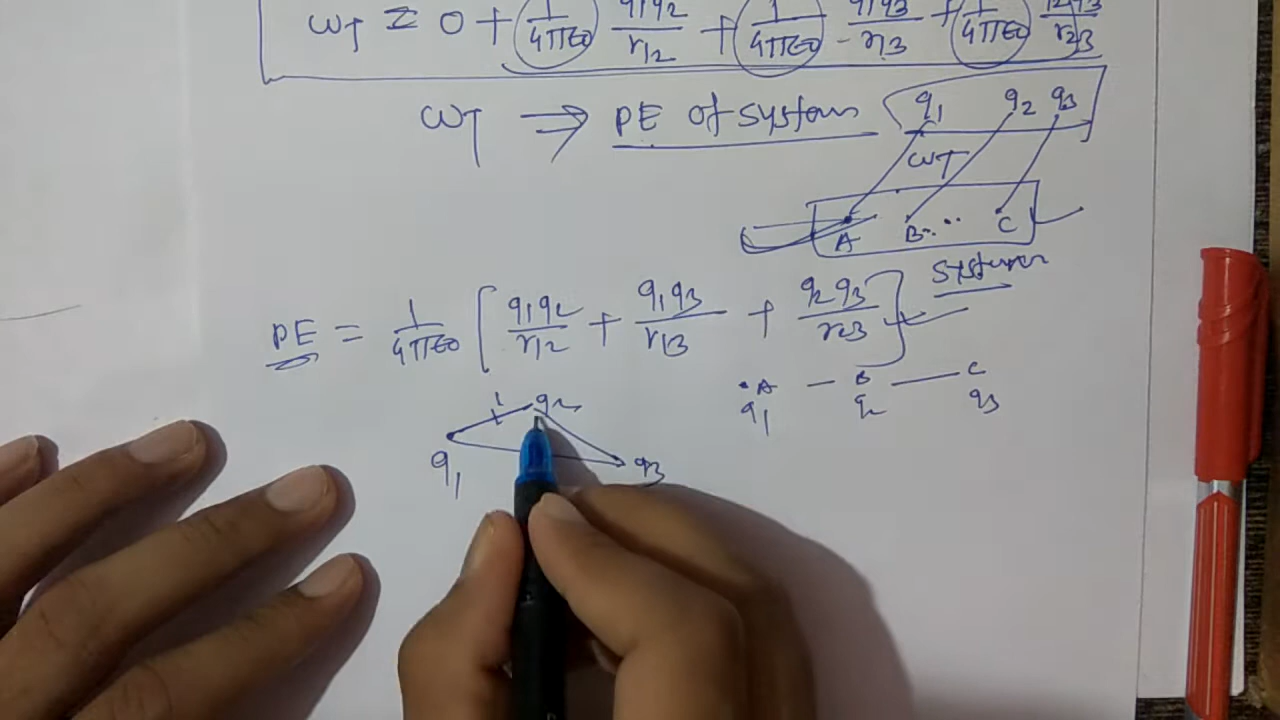 WT = 0 + 1/4πε0 q1q2/r12 + 1/4πε0 - q1q3/r13 + 1/4πε0 q2q3/r23
WT ⇒ PE of system q1 q2 q3
WT
A B... C
system
PE = 1/4πε0 [ q1q2/r12 + q1q3/r13 + q2q3/r23 ]
.A — B — C
q1 q2 q3
1 q2
q1 q3